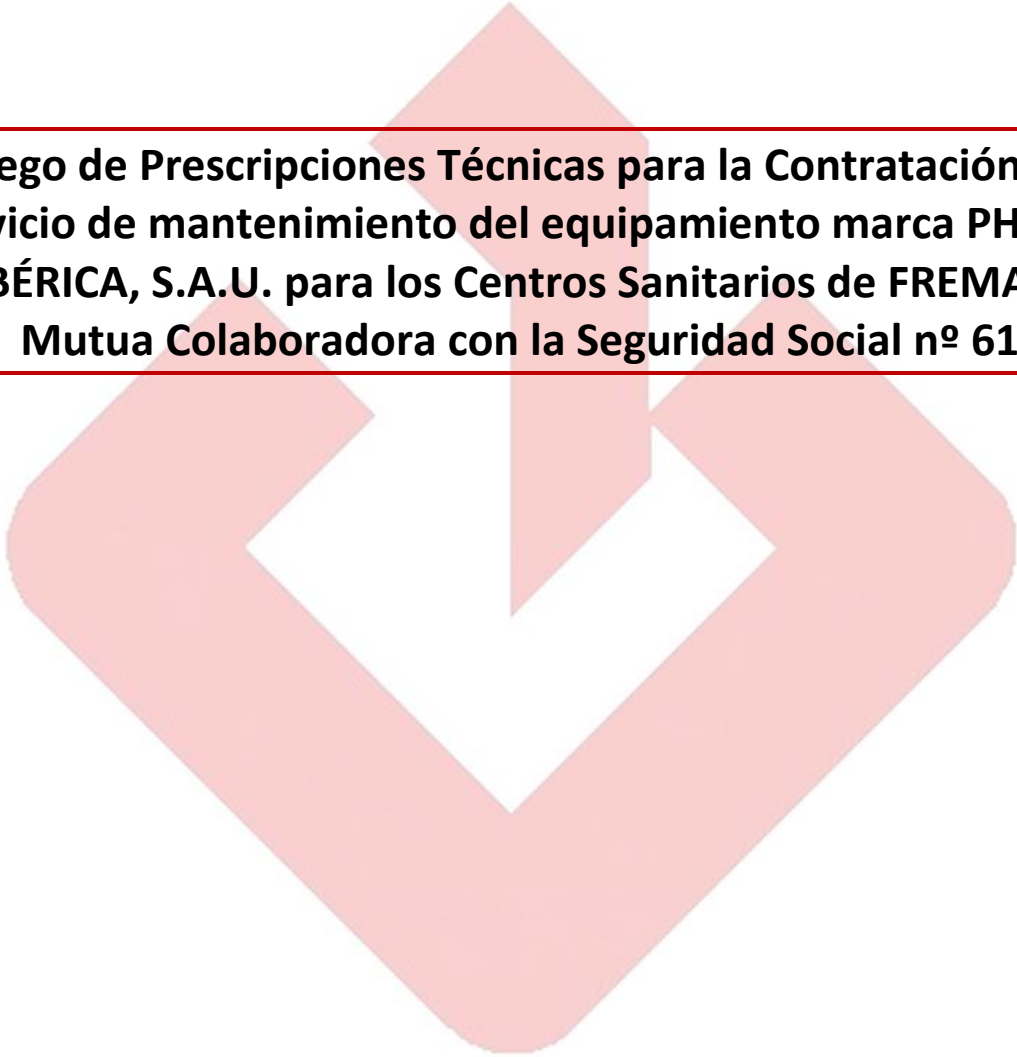 ego de Prescripciones Técnicas para la Contratación
vicio de mantenimiento del equipamiento marca PH
BÉRICA, S.A.U. para los Centros Sanitarios de FREMA
Mutua Colaboradora con la Seguridad Social nº 61